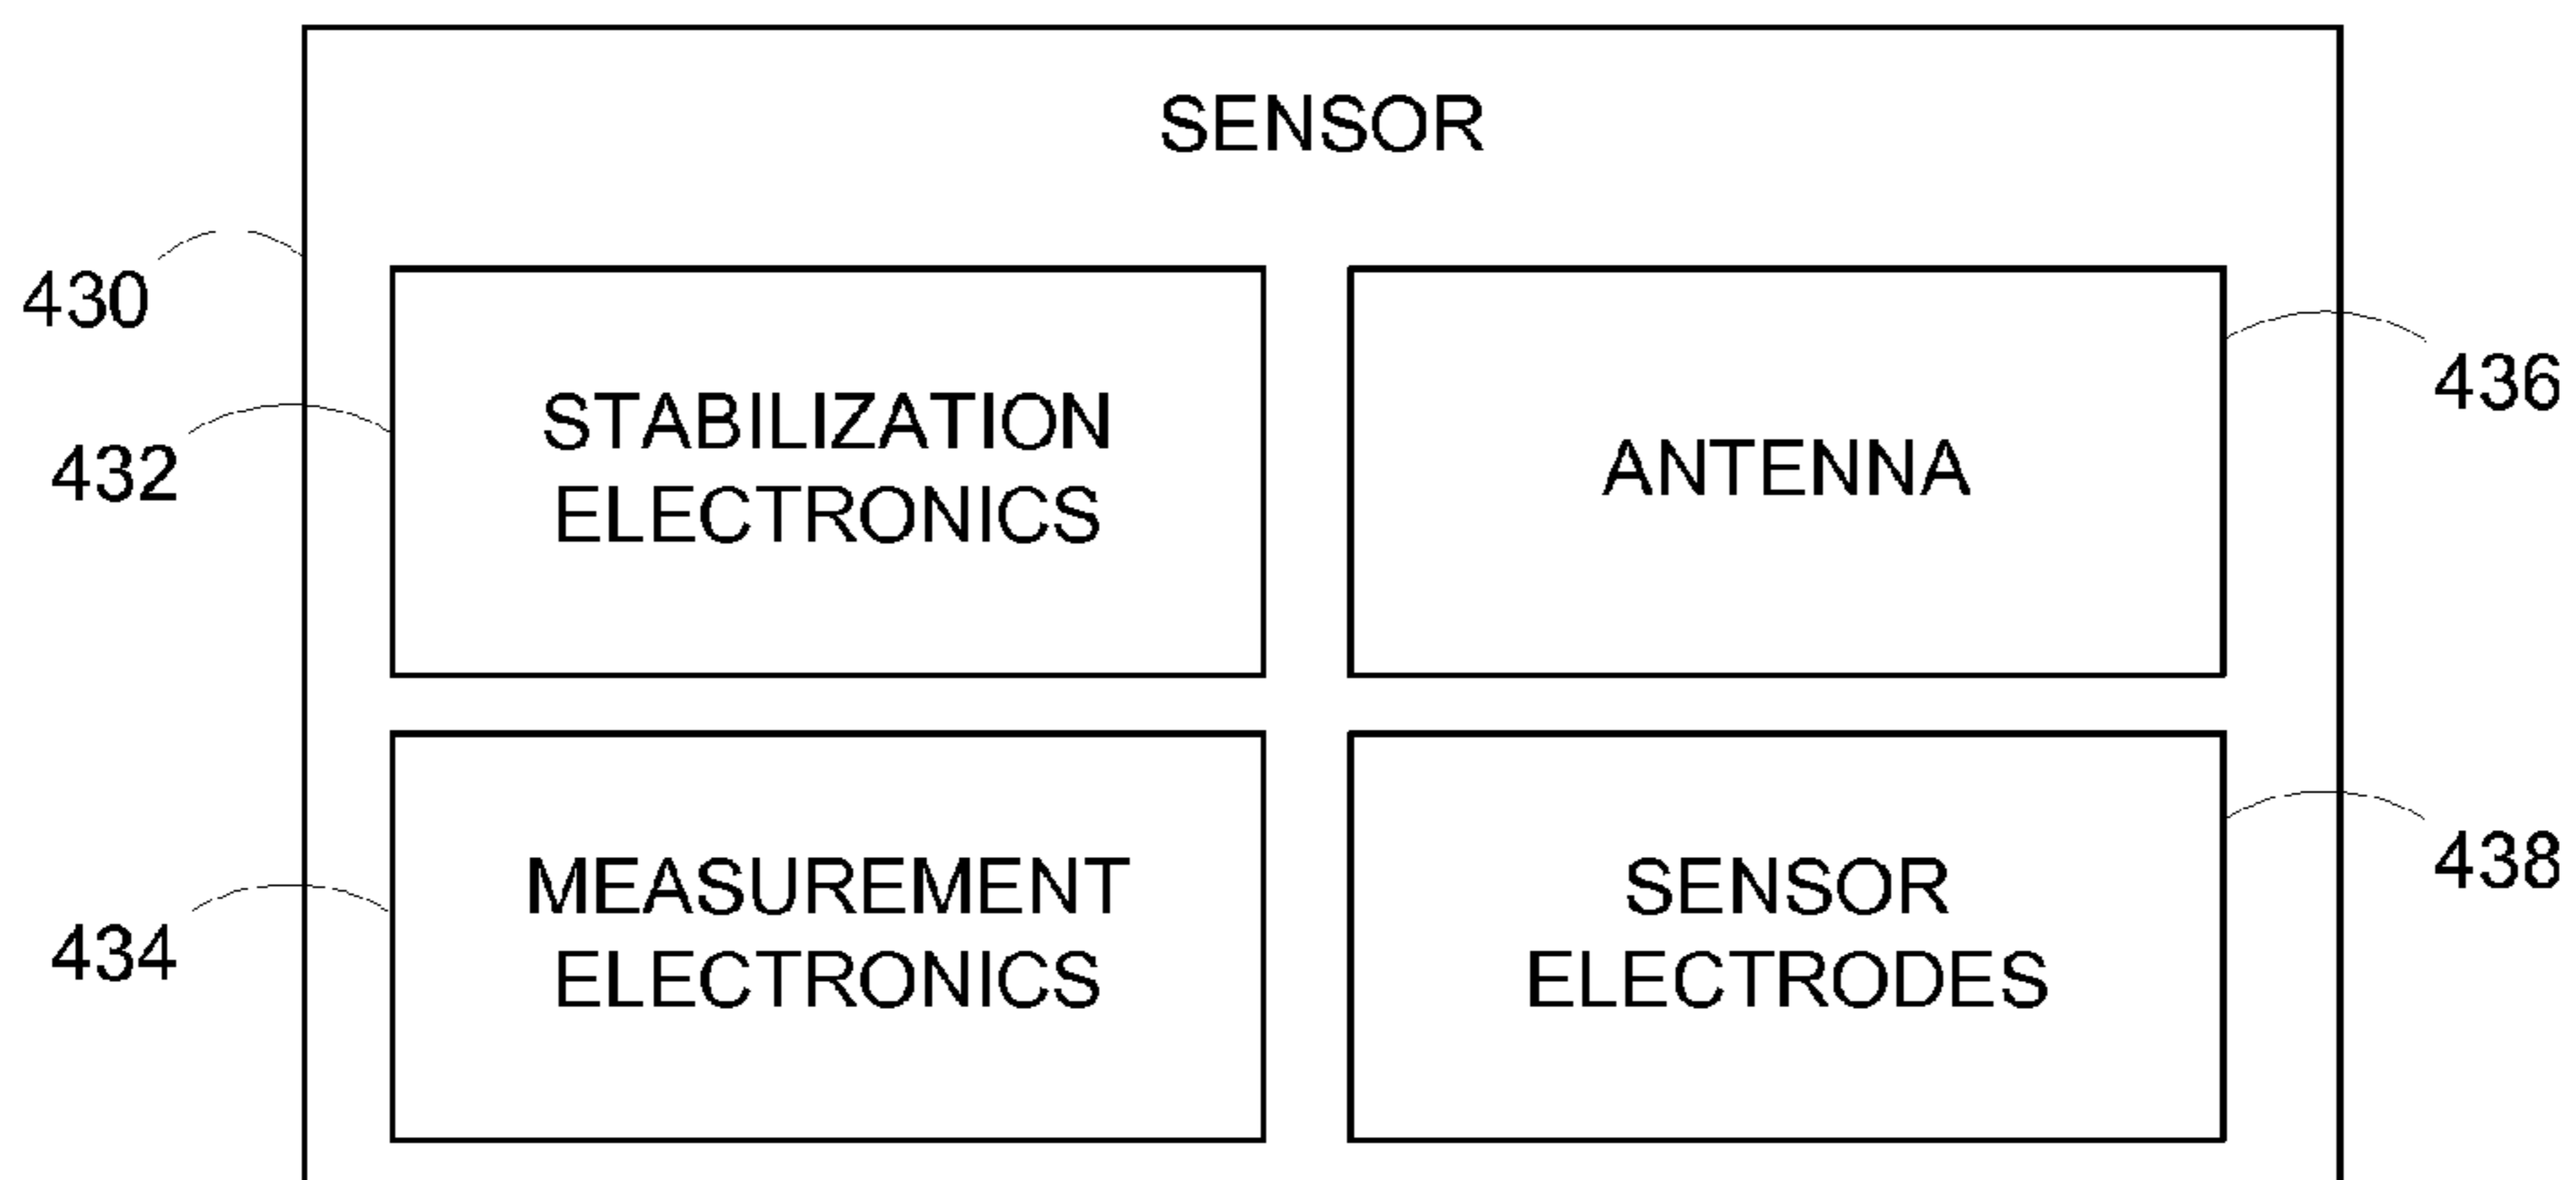 SENSOR
430
432
STABILIZATION
ELECTRONICS
ANTENNA
436
434
MEASUREMENT
ELECTRONICS
SENSOR
ELECTRODES
438